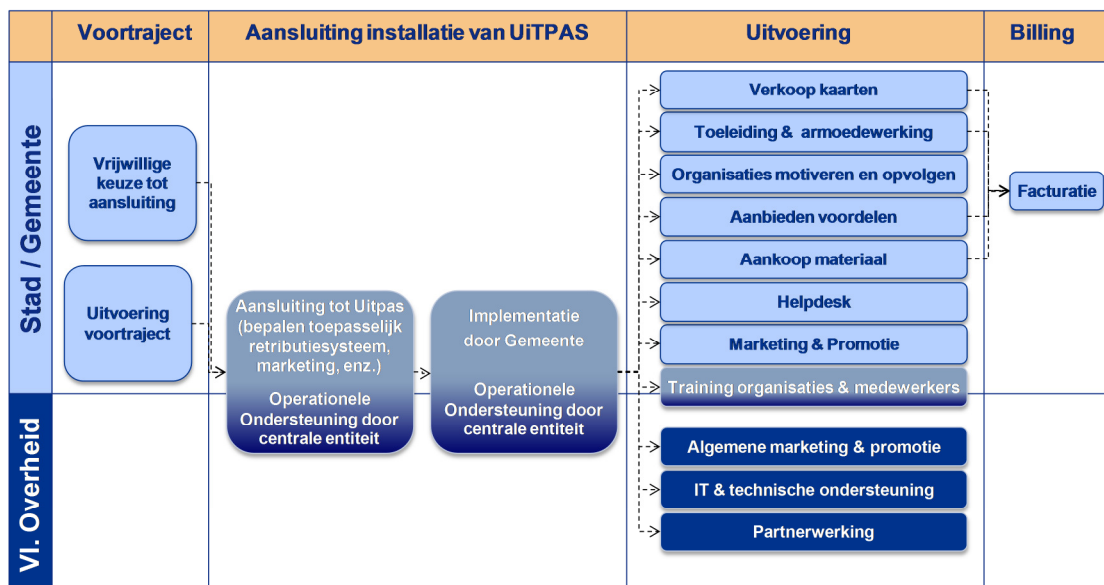 Voortraject
Aansluiting installatie van UiTPAS
Uitvoering
Billing
Stad / Gemeente
Vrijwillige
keuze tot
aansluiting
Uitvoering
voortraject
Aansluiting tot Uitpas
(bepalen toepasselijk
retributiesysteem,
marketing, enz.)
Operationele
Ondersteuning door
centrale entiteit
Implementatie
door Gemeente
Operationele
Ondersteuning door
centrale entiteit
Verkoop kaarten
Toeleiding & armoedewerking
Organisaties motiveren en opvolgen
Aanbieden voordelen
Aankoop materiaal
Helpdesk
Marketing & Promotie
Training organisaties & medewerkers
Facturatie
Vl. Overheid
Algemene marketing & promotie
IT & technische ondersteuning
Partnerwerking